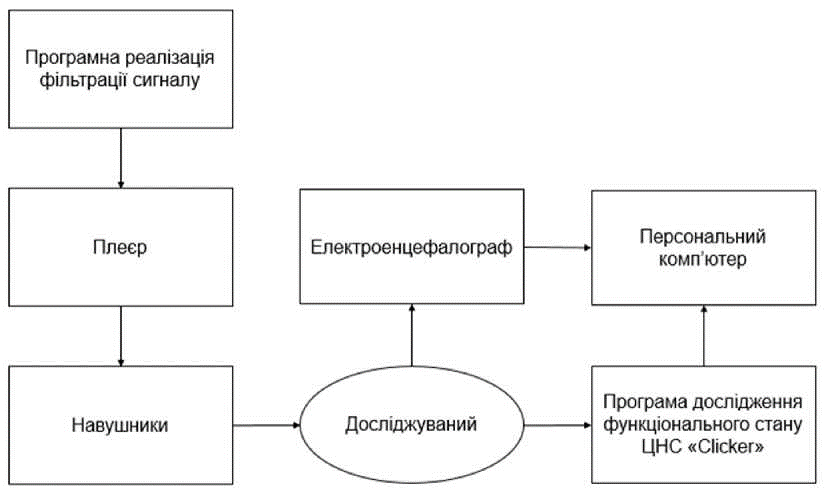 Програмна реалізація
фільтрації сигналу
Плеєр
Електроенцефалограф
Персональний
комп'ютер
Навушники
Досліджуваний
Програма дослідження
функціонального стану
ЦНС «Clicker»